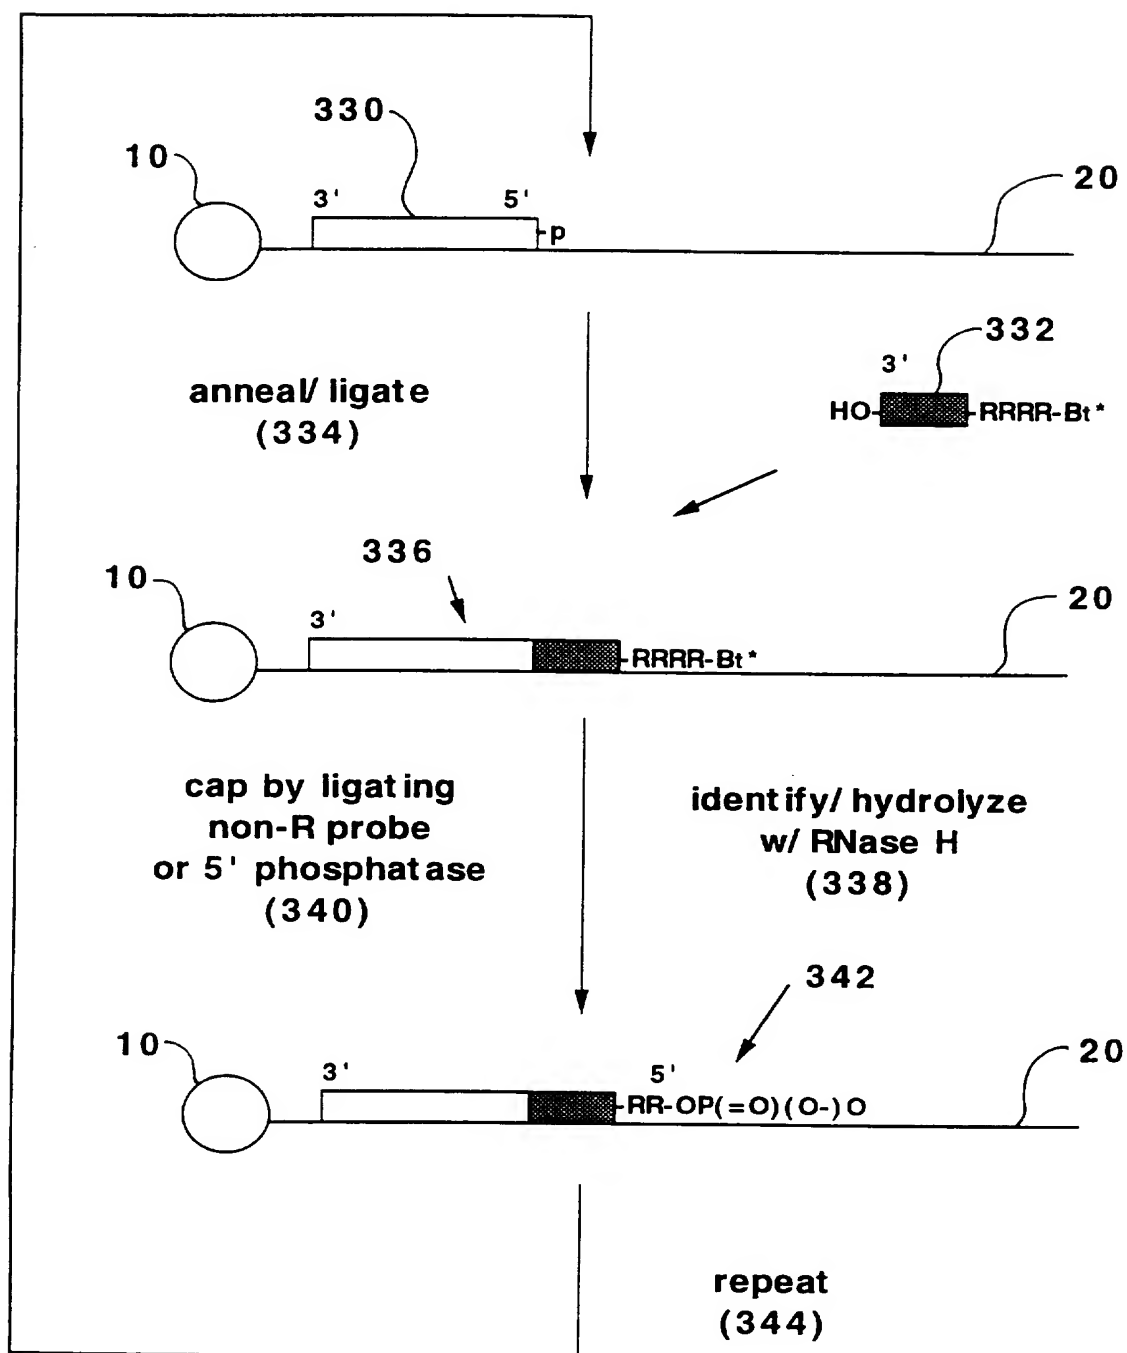 330
10
3'
5'
20
p
332
3'
anneal/ ligate
(334)
HO-
-RRRR-Bt*
336
10
20
3'
-RRRR-Bt*
cap by ligating
non-R probe
or 5' phosphatase
(340)
identify/ hydrolyze
w/ RNase H
(338)
342
10
20
3'
5'
-RR-OP(=O)(O-)O
repeat
(344)